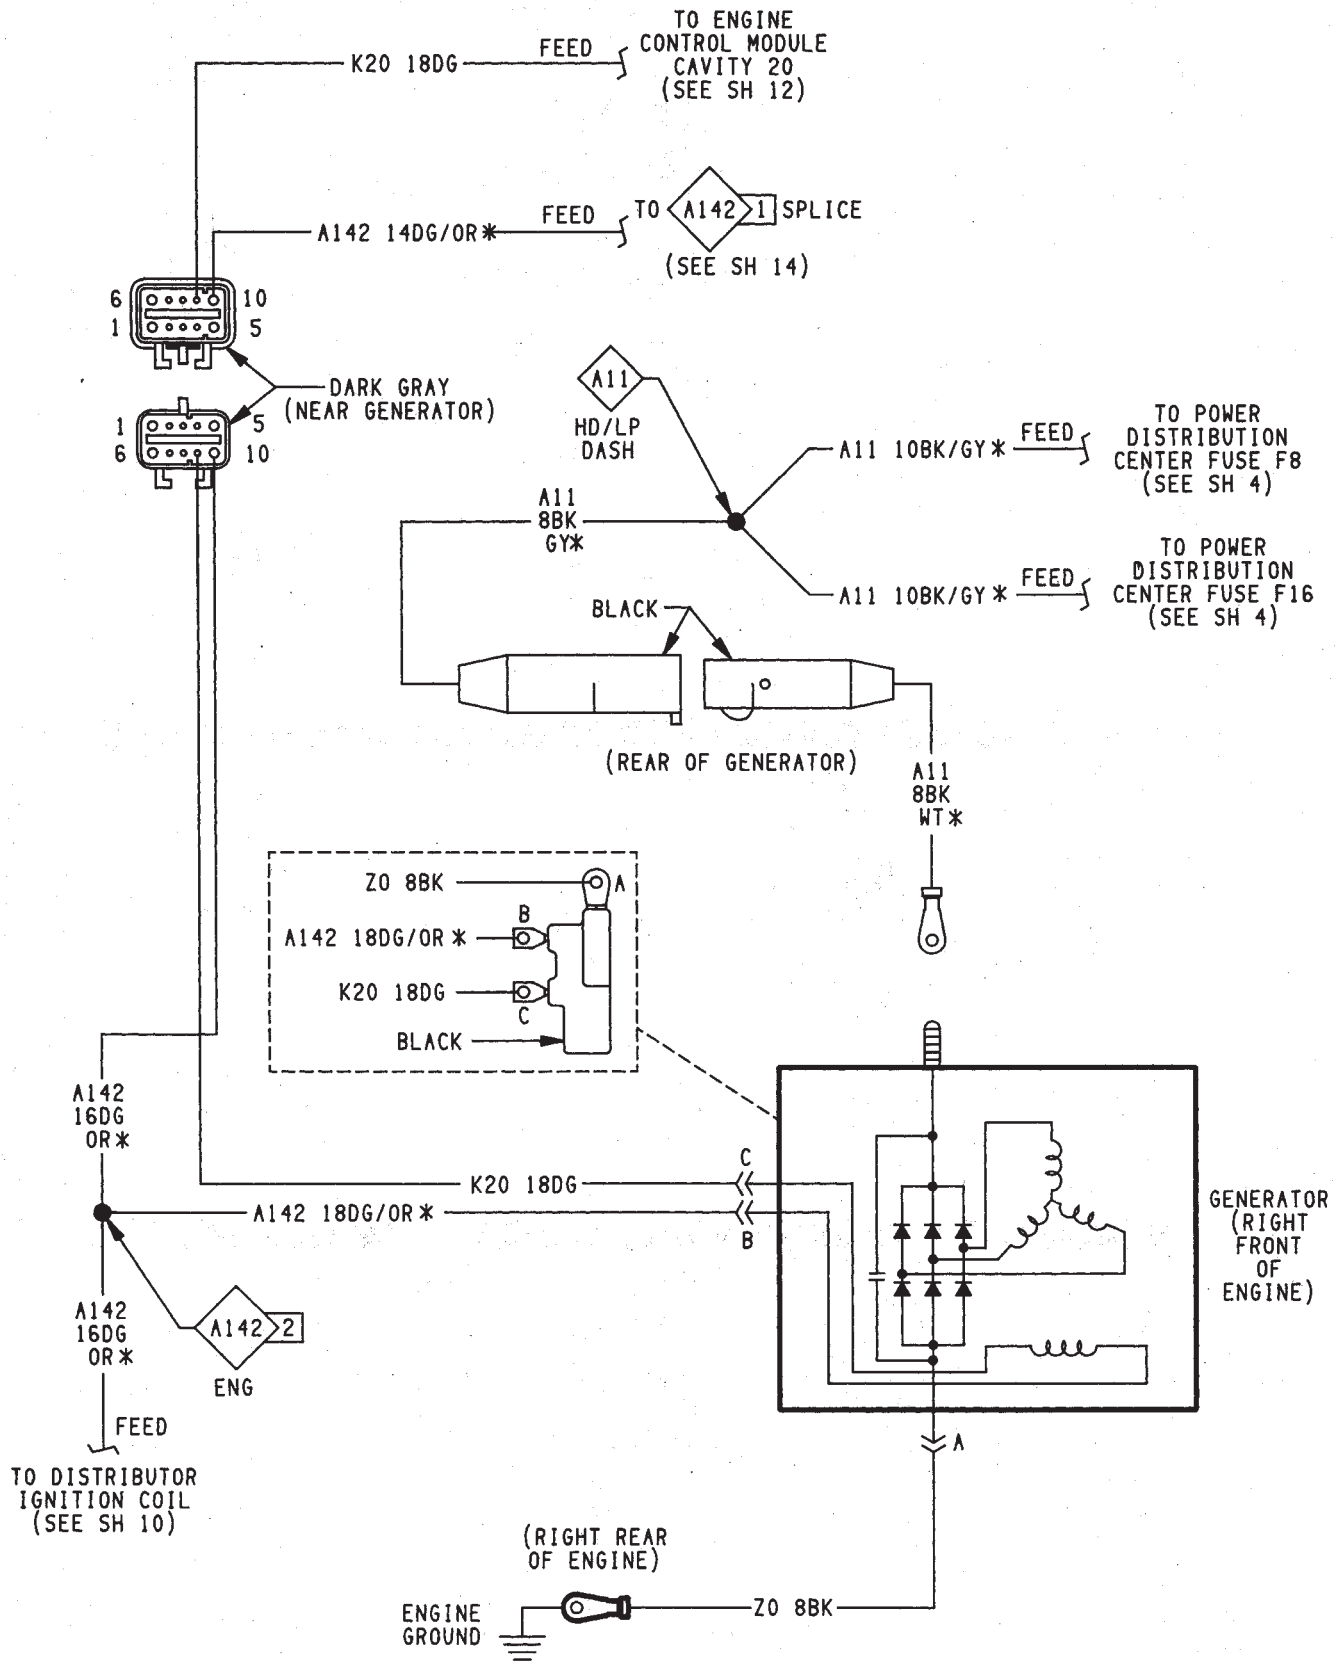 TO ENGINE
CONTROL MODULE
CAVITY 20
(SEE SH 12)
FEED
K20 18DG
TO A142 1 SPLICE
(SEE SH 14)
FEED
A142 14DG/OR*
6 10
1 5
DARK GRAY
(NEAR GENERATOR)
1 5
6 10
A11
HD/LP
DASH
A11 10BK/GY* FEED
TO POWER
DISTRIBUTION
CENTER FUSE F8
(SEE SH 4)
A11
8BK
GY*
A11 10BK/GY* FEED
TO POWER
DISTRIBUTION
CENTER FUSE F16
(SEE SH 4)
BLACK
(REAR OF GENERATOR)
A11
8BK
WT*
Z0 8BK A
B
A142 18DG/OR*
K20 18DG
C
BLACK
A142
16DG
OR*
C
K20 18DG
A142 18DG/OR*
B
GENERATOR
(RIGHT
FRONT
OF
ENGINE)
A142
16DG
OR*
A142 2
ENG
FEED
TO DISTRIBUTOR
IGNITION COIL
(SEE SH 10)
A
(RIGHT REAR
OF ENGINE)
ENGINE
GROUND
Z0 8BK